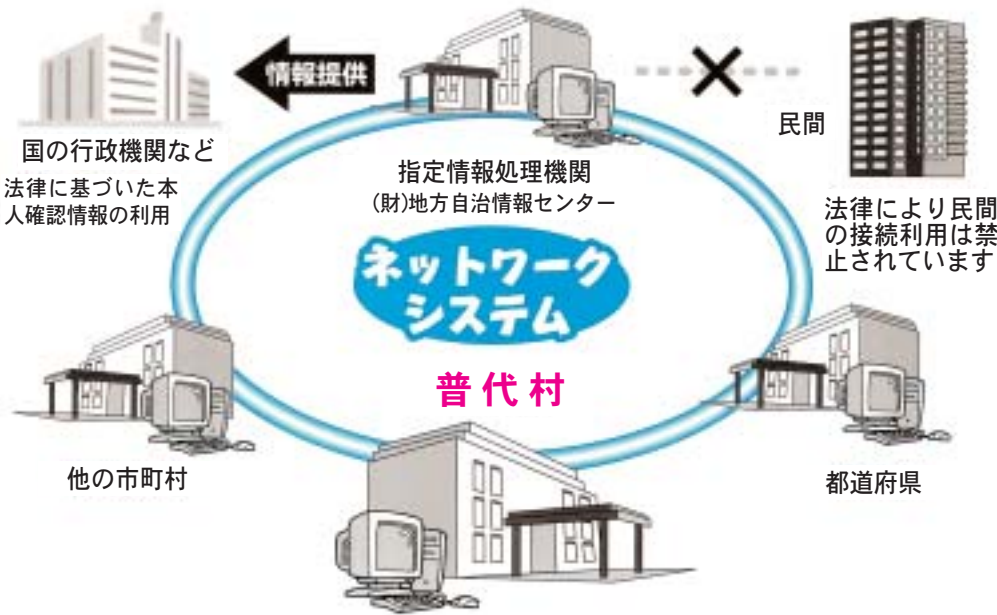 情報提供
国の行政機関など
法律に基づいた本
人確認情報の利用
指定情報処理機関
(財)地方自治情報センター
民間
法律により民間
の接続利用は禁
止されています
ネットワーク
システム
普代村
他の市町村
都道府県